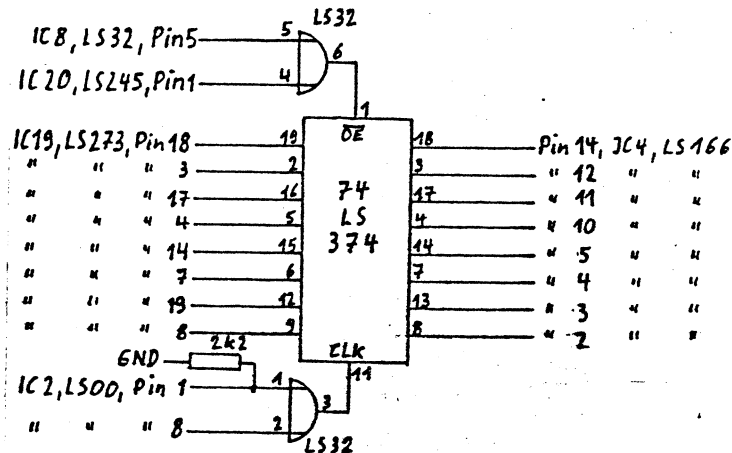 LS32
IC8, LS32, Pin5 5
6
IC20, LS245, Pin1 4
1
OE
IC19, LS273, Pin 18 19 18 Pin 14, IC4, LS166
" " " 3 2 3 " 12 " "
" " " 17 16 74 17 " 11 " "
" " " 4 5 LS 4 " 10 " "
" " " 14 15 374 14 " 5 " "
" " " 7 6 7 " 4 " "
" " " 19 12 13 " 3 " "
" " " 8 9 8 " 2 " "
2k2 CLK
GND 11
IC2, LS00, Pin 1 1
3
" " " 8 2
LS32